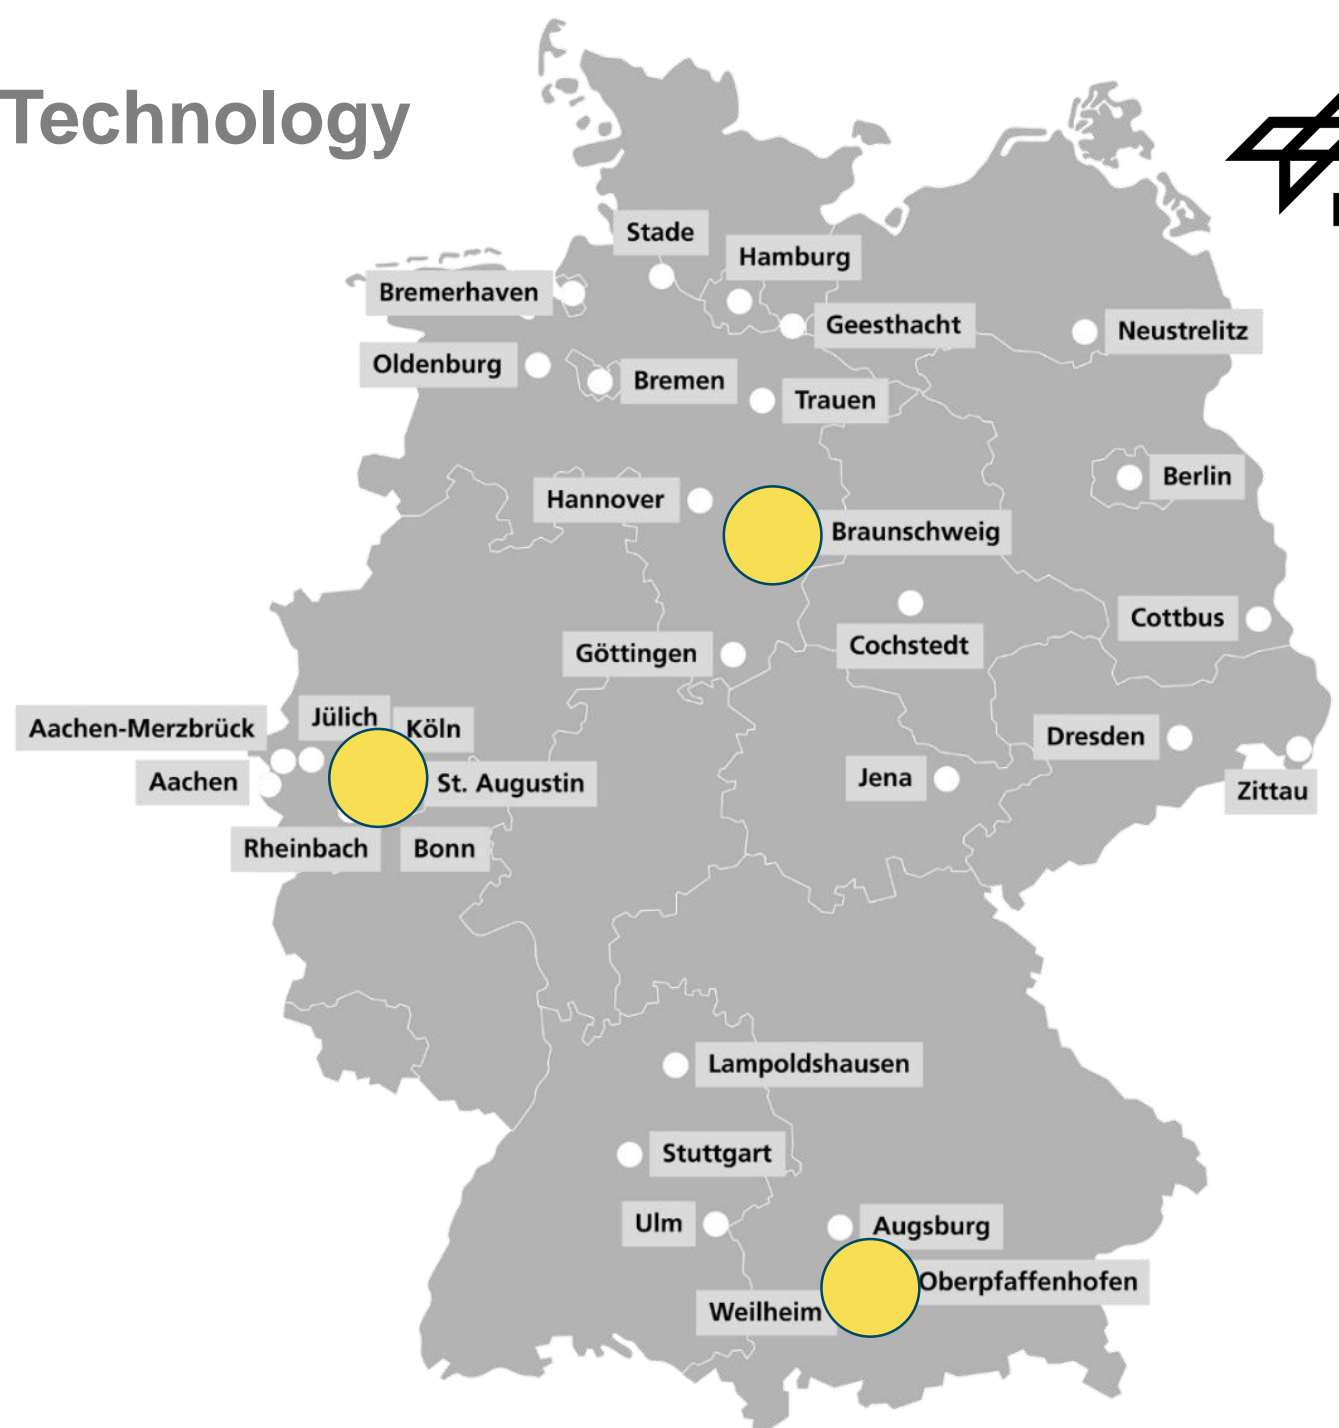 Technology
Stade
Hamburg
Bremerhaven
Geesthacht
Neustrelitz
Oldenburg
Bremen
Trauen
Berlin
Hannover
Braunschweig
Cottbus
Cochstedt
Göttingen
Jülich
Köln
Aachen-Merzbrück
Dresden
Aachen
St. Augustin
Jena
Zittau
Rheinbach
Bonn
Lampoldshausen
Stuttgart
Ulm
Augsburg
Oberpfaffenhofen
Weilheim